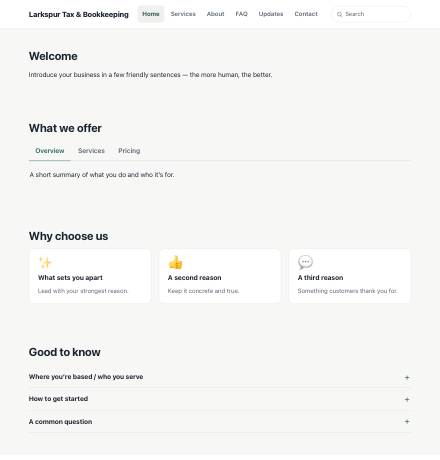 Larkspur Tax & Bookkeeping Home Services About FAQ Updates Contact Search
Welcome
Introduce your business in a few friendly sentences — the more human, the better.
What we offer
Overview Services Pricing
A short summary of what you do and who it's for.
Why choose us
What sets you apart
Lead with your strongest reason.
A second reason
Keep it concrete and true.
A third reason
Something customers thank you for.
Good to know
Where you're based / who you serve +
How to get started +
A common question +